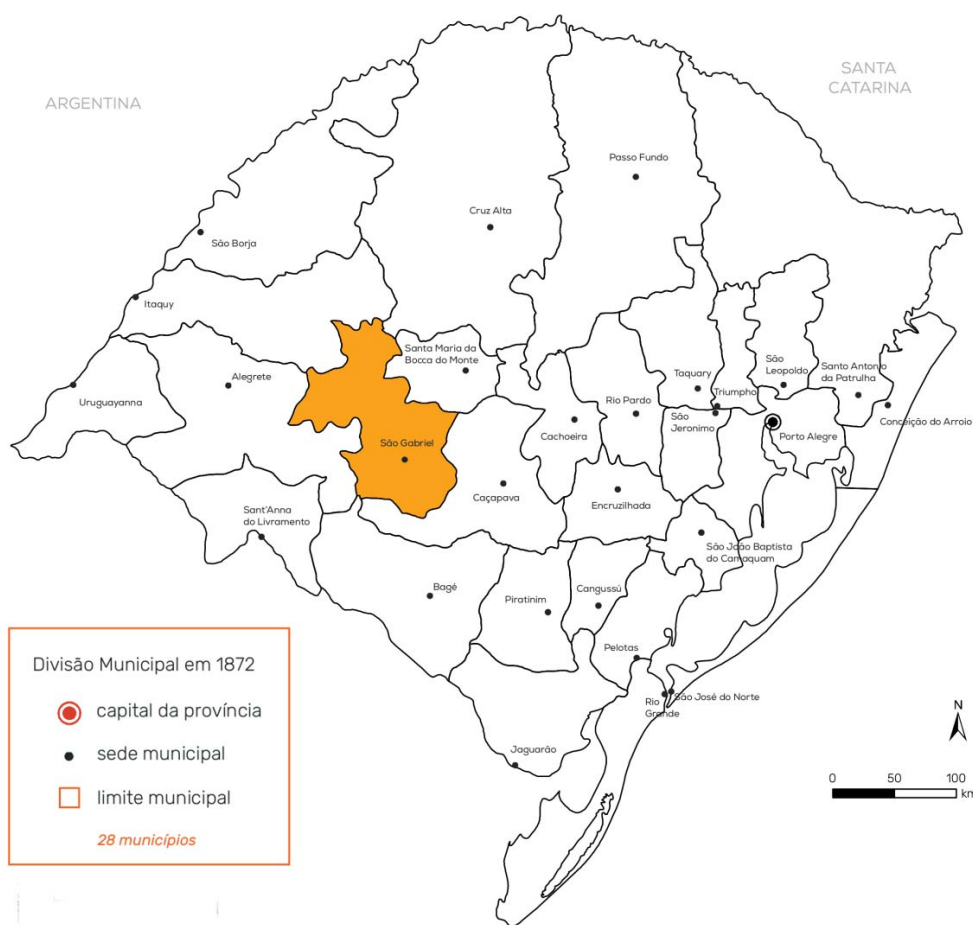 ARGENTINA
SANTA
CATARINA
Passo Fundo
Cruz Alta
São Borja
Itaquy
Santa Maria da
Bocca do Monte
São
Leopoldo
Santo Antonio
da Patrulha
Alegrete
Taquary
Triumpho
Uruguayanna
Rio Pardo
São
Jeronimo
Conceição do Arroio
Cachoeira
Porto Alegre
São Gabriel
Caçapava
Encruzilhada
Sant'Anna
do Livramento
São João Baptista
do Camaquam
Bagé
Piratinim
Cangussú
Pelotas
São José do Norte
Rio
Grande
Jaguarão
Divisão Municipal em 1872
capital da província
sede municipal
limite municipal
28 municípios
N
0 50 100
km